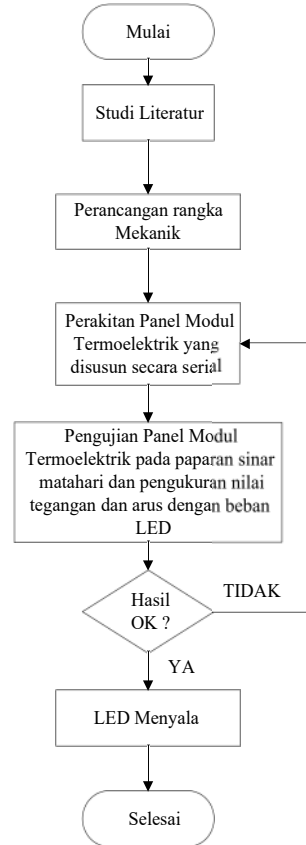 Mulai
Studi Literatur
Perancangan rangka
Mekanik
Perakitan Panel Modul
Termoelektrik yang
disusun secara serial
Pengujian Panel Modul
Termoelektrik pada paparan sinar
matahari dan pengukuran nilai
tegangan dan arus dengan beban
LED
Hasil
OK ?
TIDAK
YA
LED Menyala
Selesai